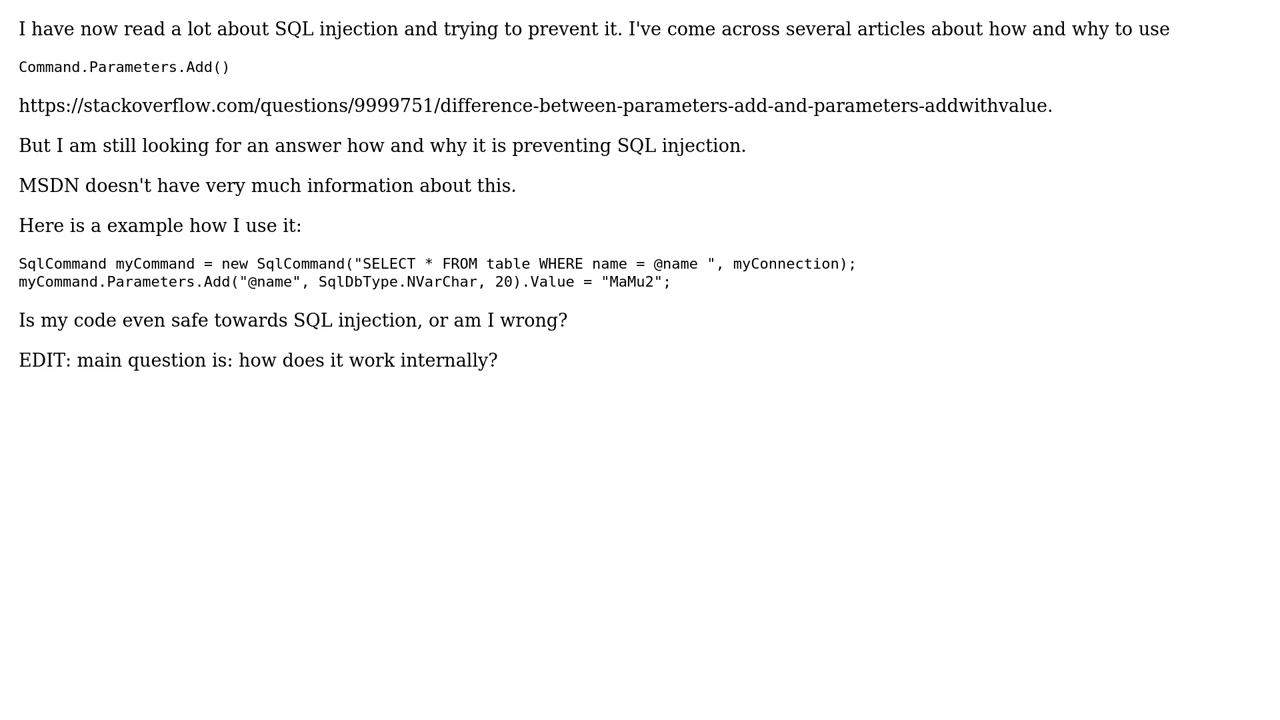 I have now read a lot about SQL injection and trying to prevent it. I've come across several articles about how and why to use
Command.Parameters.Add()
https://stackoverflow.com/questions/9999751/difference-between-parameters-add-and-parameters-addwithvalue.
But I am still looking for an answer how and why it is preventing SQL injection.
MSDN doesn't have very much information about this.
Here is a example how I use it:
SqlCommand myCommand = new SqlCommand("SELECT * FROM table WHERE name = @name ", myConnection);
myCommand.Parameters.Add("@name", SqlDbType.NVarChar, 20).Value = "MaMu2";
Is my code even safe towards SQL injection, or am I wrong?
EDIT: main question is: how does it work internally?